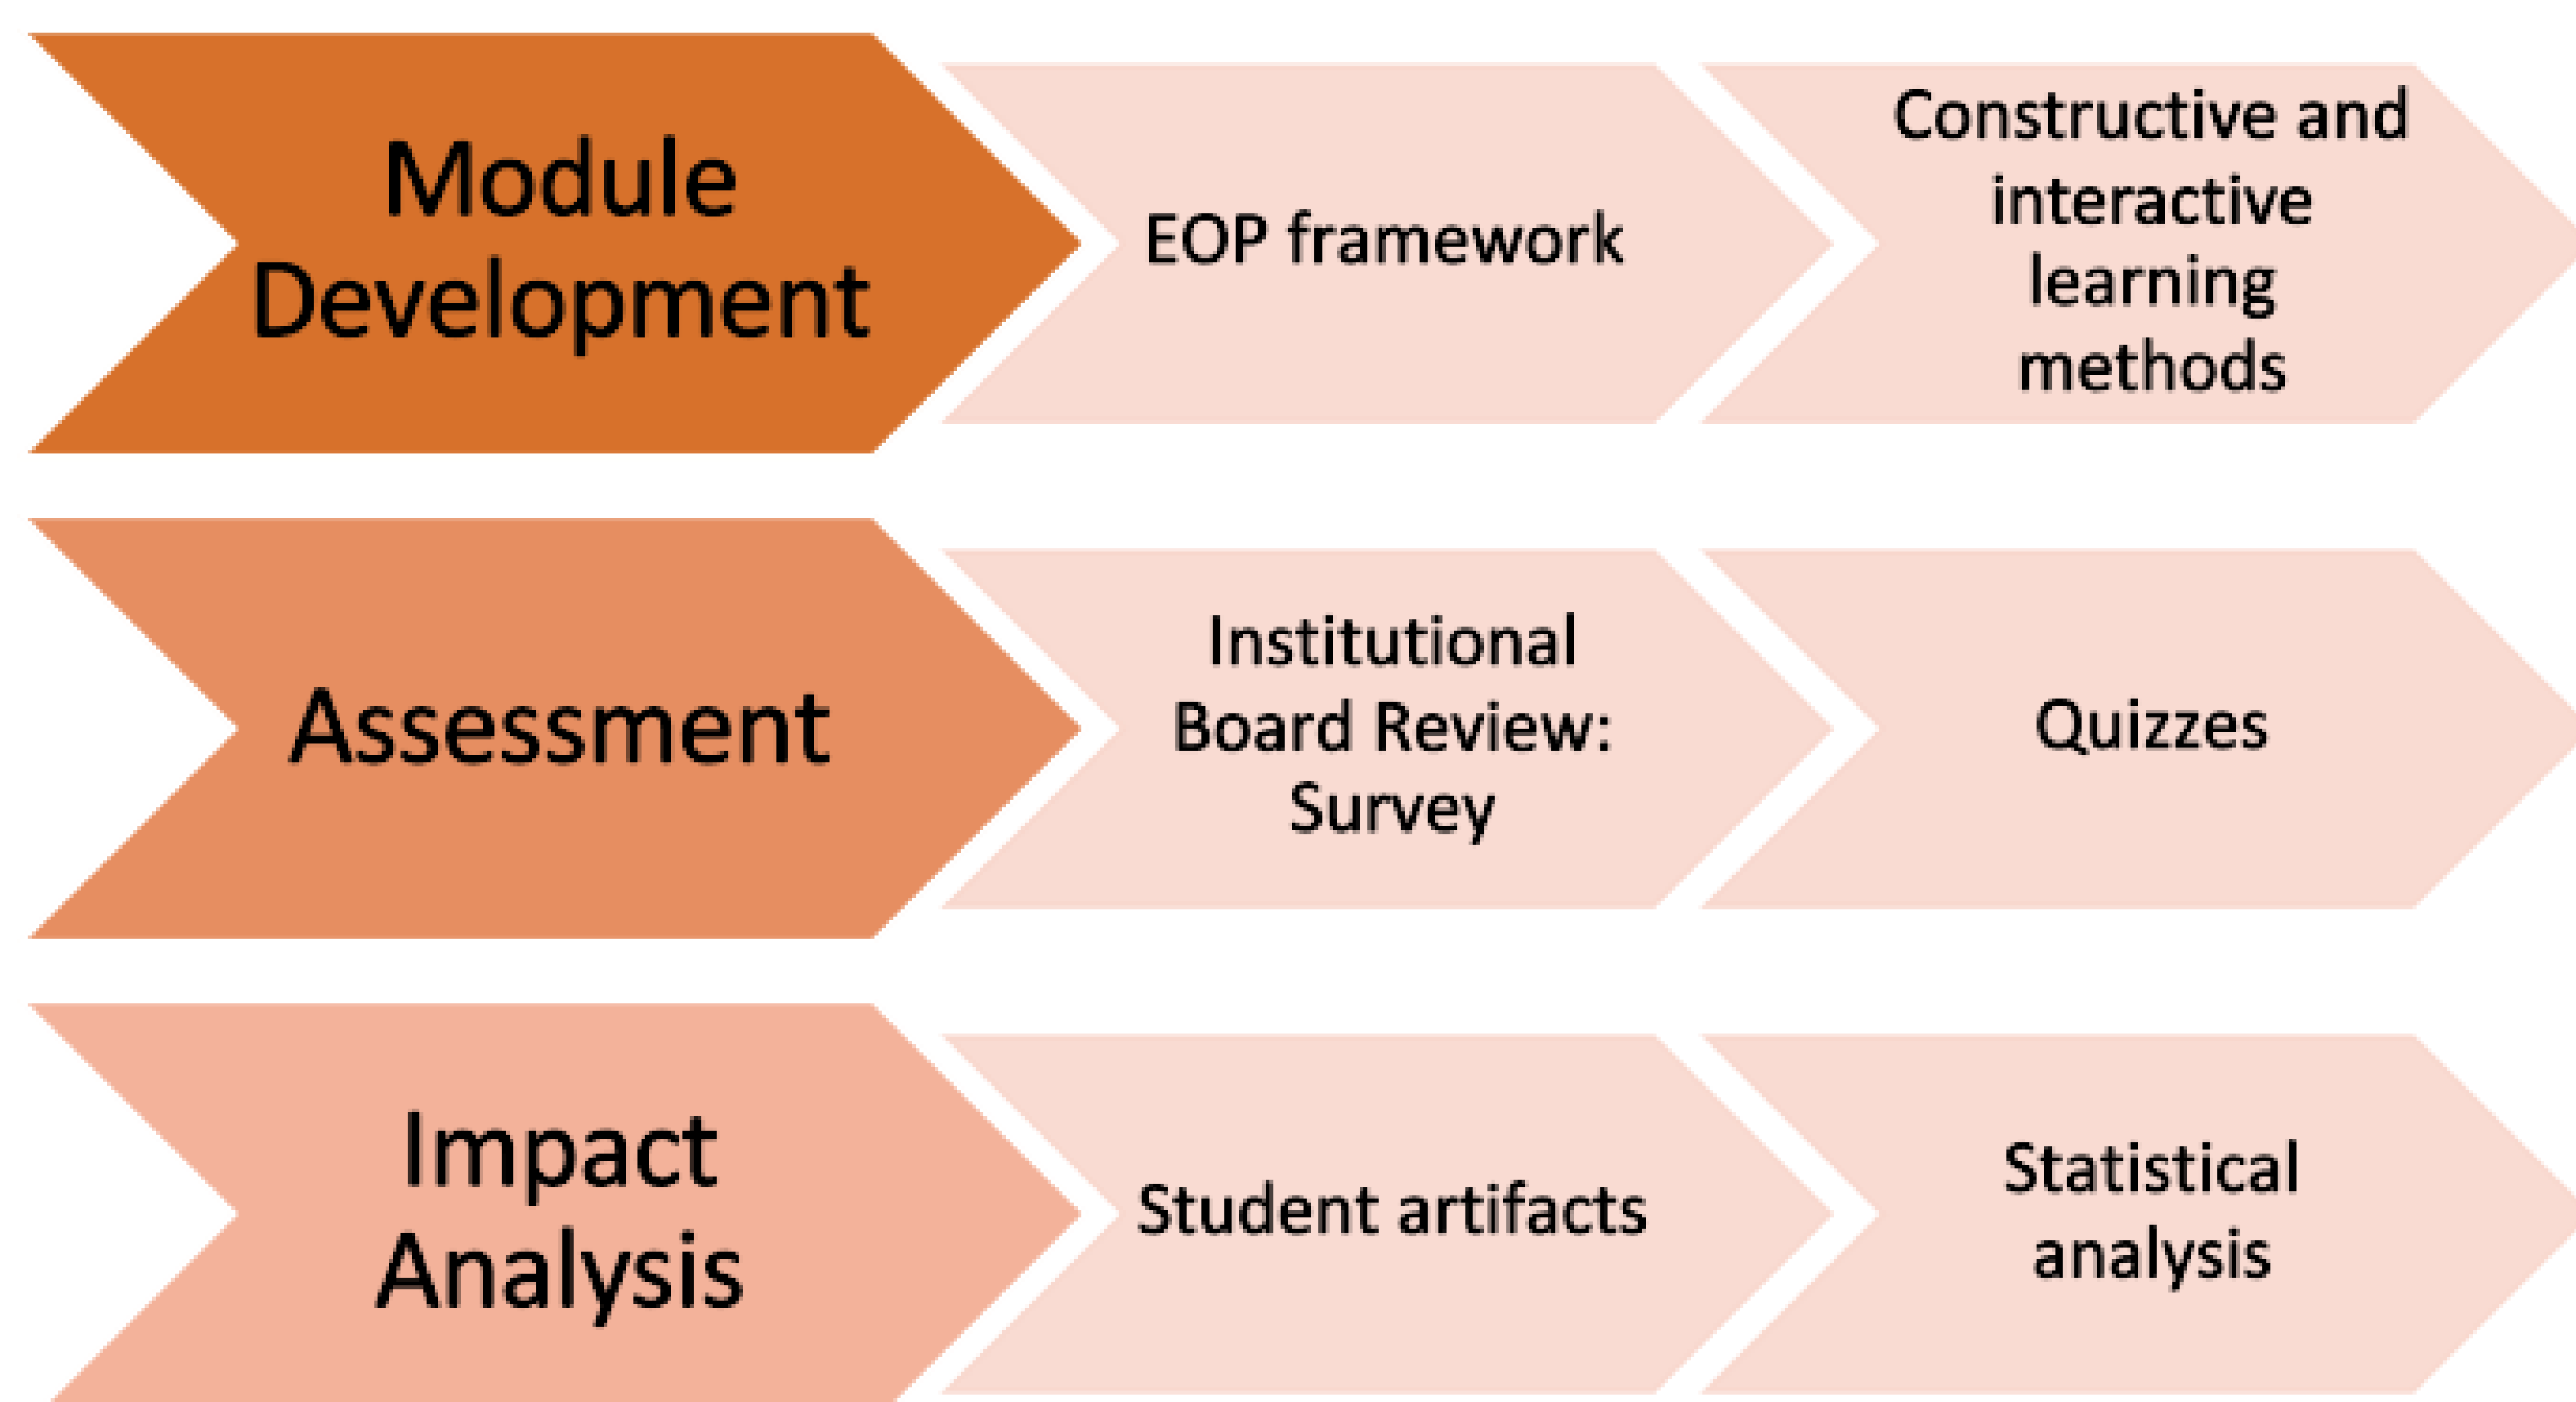 Module
Development
EOP framework
Constructive and
interactive
learning
methods
Assessment
Institutional
Board Review:
Survey
Quizzes
Impact
Analysis
Student artifacts
Statistical
analysis